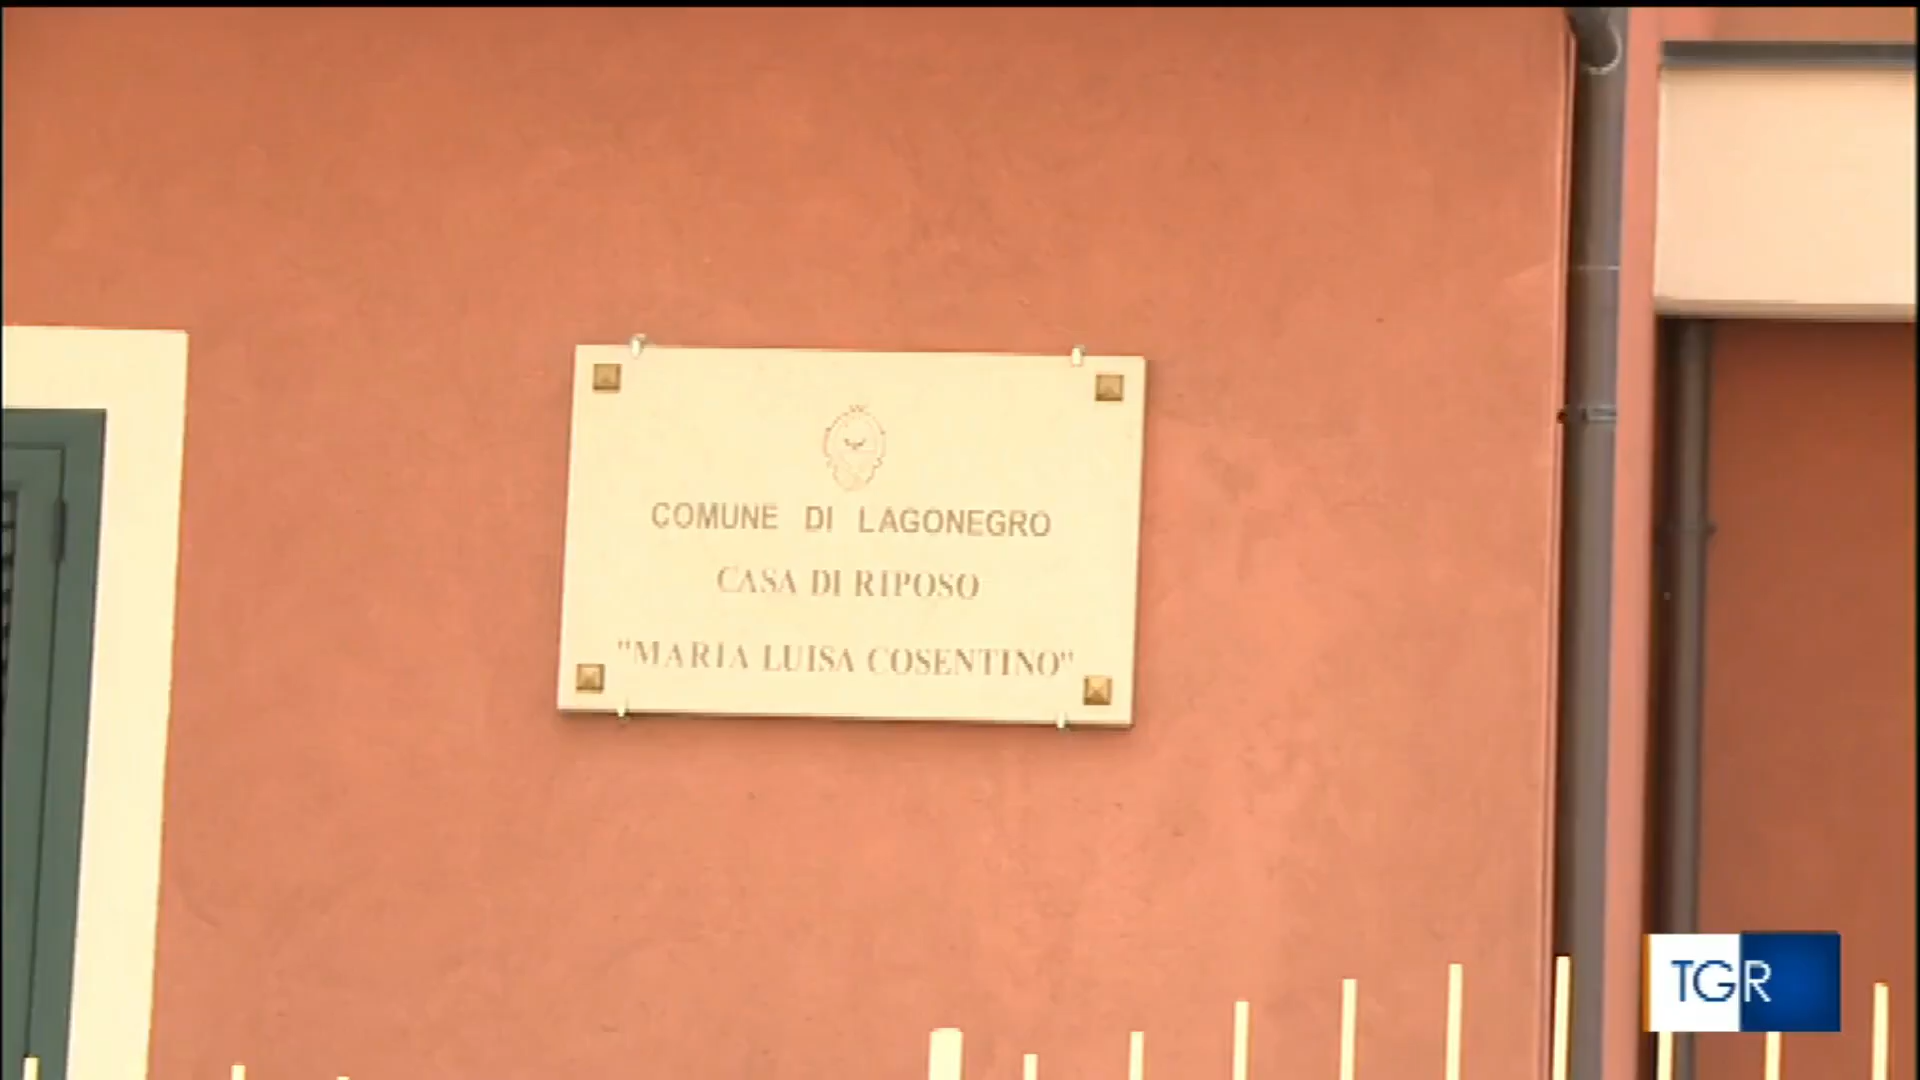 COMUNE DI LAGONEGRO
CASA DI RIPOSO
"MARIA LUISA COSENTINO"
TGR